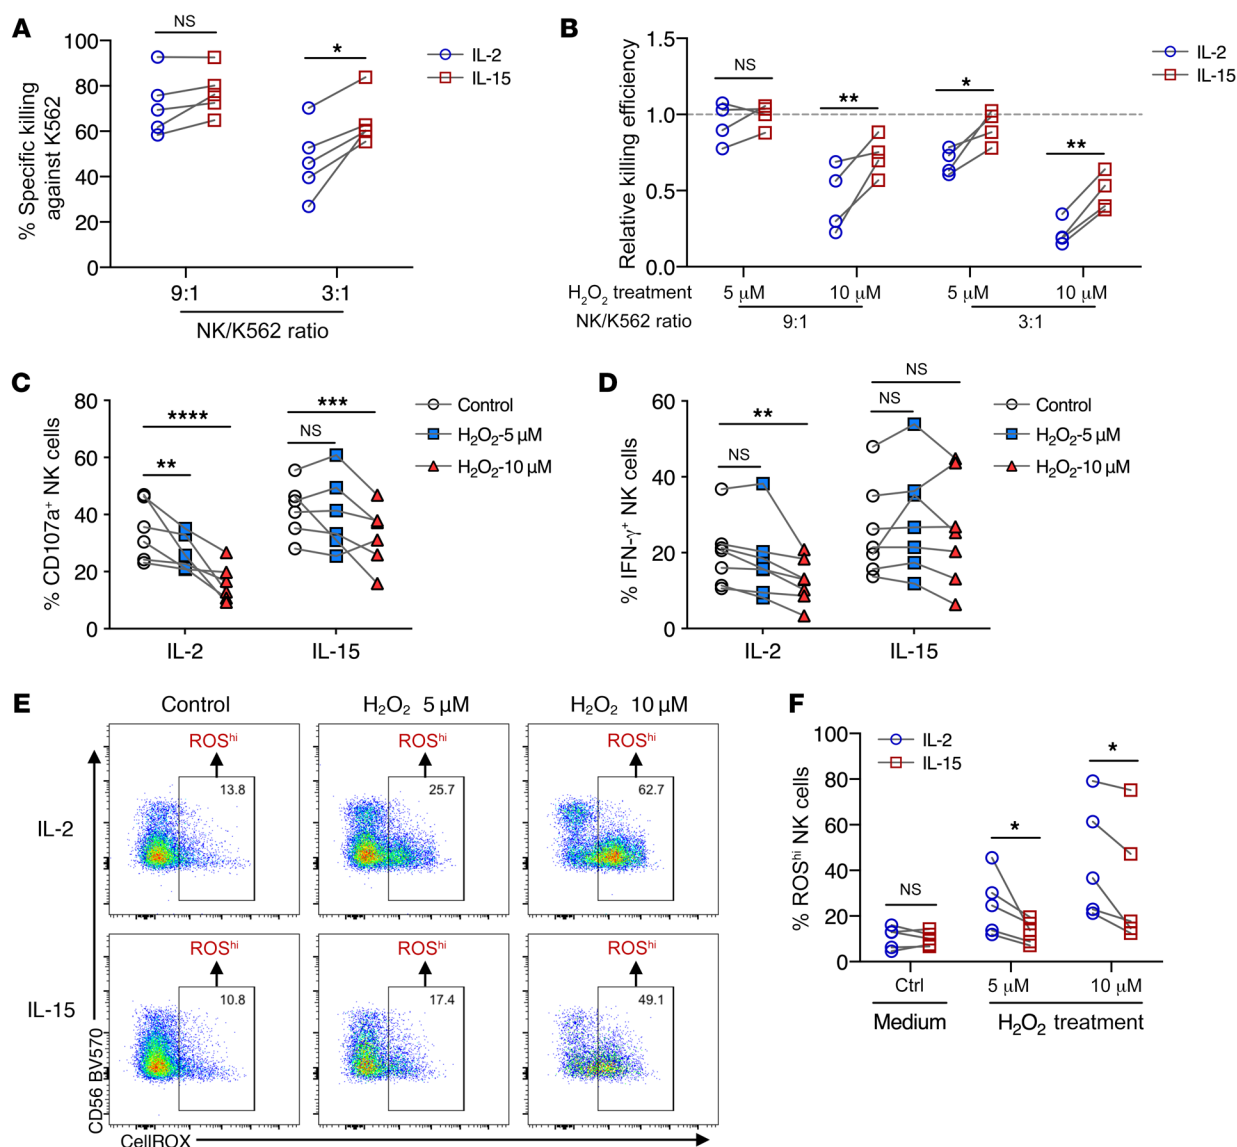 A
NS
*
IL-2
IL-15
% Specific killing
against K562
100
80
60
40
20
0
9:1
3:1
NK/K562 ratio
B
NS
**
*
**
IL-2
IL-15
Relative killing efficiency
1.5
1.0
0.5
0.0
H₂O₂ treatment
5 μM
10 μM
5 μM
10 μM
NK/K562 ratio
9:1
3:1
C
****
**
***
NS
Control
H₂O₂-5 μM
H₂O₂-10 μM
% CD107a⁺ NK cells
80
60
40
20
0
IL-2
IL-15
D
**
NS
NS
NS
Control
H₂O₂-5 μM
H₂O₂-10 μM
% IFN-γ⁺ NK cells
60
40
20
0
IL-2
IL-15
E
Control
H₂O₂ 5 μM
H₂O₂ 10 μM
ROSʰⁱ
ROSʰⁱ
ROSʰⁱ
13.8
25.7
62.7
IL-2
ROSʰⁱ
ROSʰⁱ
ROSʰⁱ
10.8
17.4
49.1
IL-15
CD56 BV570
CellROX
F
IL-2
IL-15
NS
*
*
% ROSʰⁱ NK cells
100
80
60
40
20
0
Ctrl
5 μM
10 μM
Medium
H₂O₂ treatment